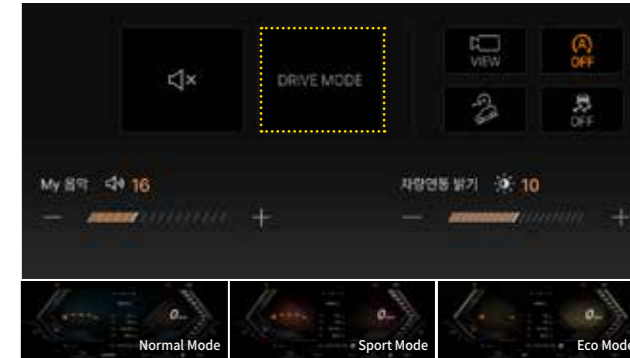 VIEW
A
OFF
DRIVE MODE
OFF
My 음악 16
차량연동 밝기 10
Normal Mode
Sport Mode
Eco Mode